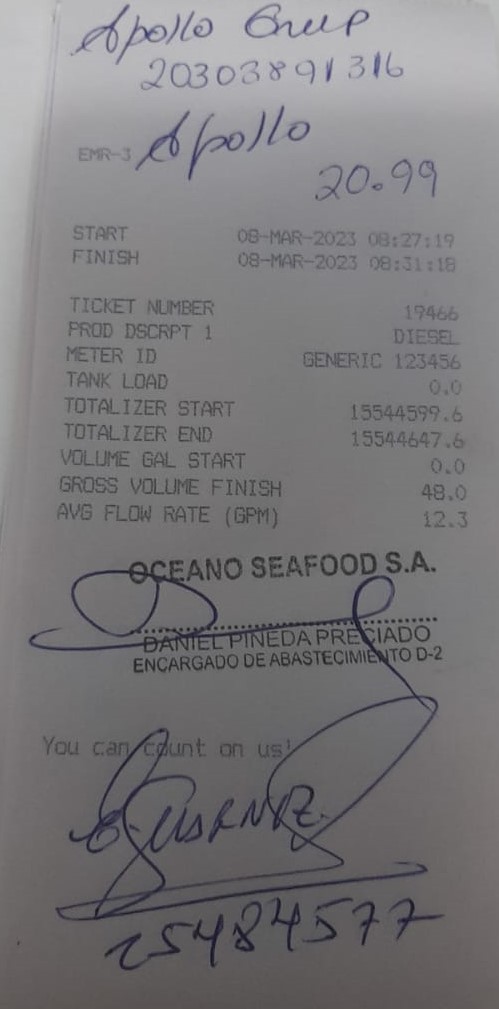 Apollo Grup
20303891316
EMR-3 Apollo
20.99
START 08-MAR-2023 08:27:19
FINISH 08-MAR-2023 08:31:18
TICKET NUMBER 19466
PROD DSCRPT 1 DIESEL
METER ID GENERIC 123456
TANK LOAD 0.0
TOTALIZER START 15544599.6
TOTALIZER END 15544647.6
VOLUME GAL START 0.0
GROSS VOLUME FINISH 48.0
AVG FLOW RATE (GPM) 12.3
OCEANO SEAFOOD S.A.
DANIEL PINEDA PRECIADO
ENCARGADO DE ABASTECIMIENTO D-2
You can count on us!
25484577